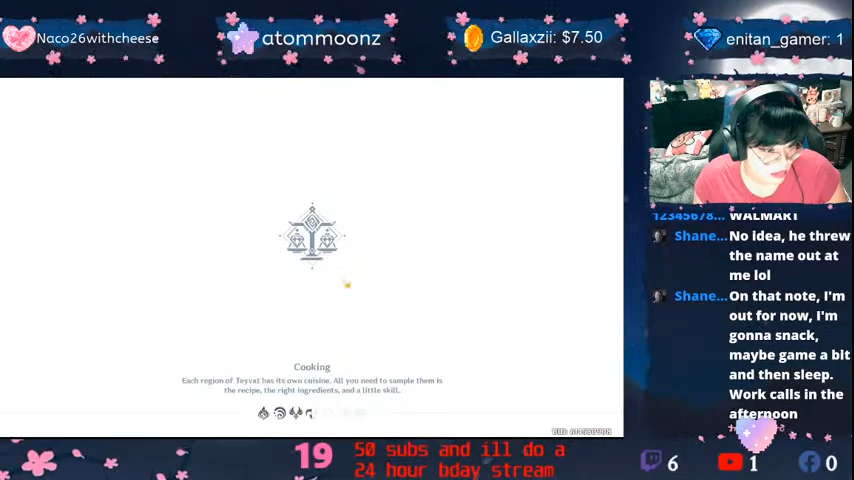 Naco26withcheese
atommoonz
Gallaxzii: $7.50
enitan_gamer: 1
12345678... WALMART
Shane... No idea, he threw
the name out at
me lol
Shane... On that note, I'm
out for now, I'm
gonna snack,
maybe game a bit
and then sleep.
Work calls in the
afternoon
Cooking
Each region of Teyvat has its own cuisine. All you need to sample them is
the recipe, the right ingredients, and a little skill.
19
50 subs and ill do a
24 hour bday stream
6
1
0